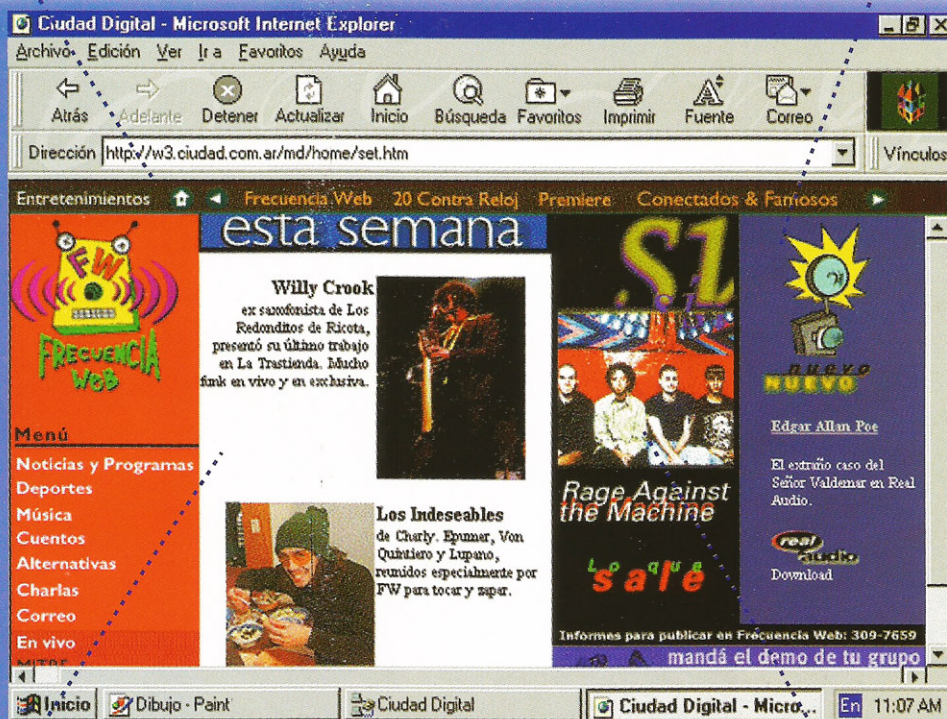 Ciudad Digital - Microsoft Internet Explorer
Archivo Edición Ver Ir a Favoritos Ayuda
Atrás Adelante Detener Actualizar Inicio Búsqueda Favoritos Imprimir Fuente Correo
Dirección http://w3.ciudad.com.ar/md/home/set.htm Vínculos
Entretenimientos Frecuencia Web 20 Contra Reloj Premiere Conectados & Famosos
FW
FRECUENCIA
WEB
Menú
Noticias y Programas
Deportes
Música
Cuentos
Alternativas
Charlas
Correo
En vivo
MITRE
esta semana
Willy Crook
ex saxofonista de Los
Redonditos de Ricota,
presentó su último trabajo
en La Trastienda. Mucho
funk en vivo y en exclusiva.
Los Indeseables
de Charly. Epumer, Von
Quintiero y Lupano,
reunidos especialmente por
FW para tocar y zapar.
Rage Against
the Machine
Lo que
sale
nuevo
NUEVO
Edgar Allan Poe
El extraño caso del
Señor Valdemar en Real
Audio.
real
audio
Download
Informes para publicar en Frecuencia Web: 309-7659
mandá el demo de tu grupo
Inicio Dibujo - Paint Ciudad Digital Ciudad Digital - Micro... En 11:07 AM